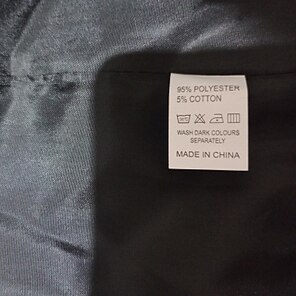 95% POLYESTER
5% COTTON
WASH DARK COLOURS
SEPARATELY
MADE IN CHINA